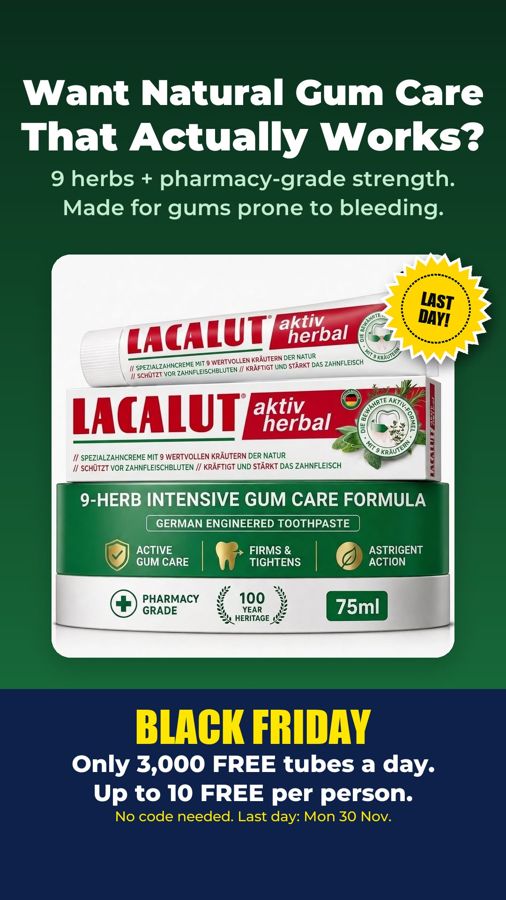 Want Natural Gum Care
That Actually Works?
9 herbs + pharmacy-grade strength.
Made for gums prone to bleeding.
LAST
DAY!
LACALUT® aktiv
herbal
// SPEZIALZAHNCREME MIT 9 WERTVOLLEN KRÄUTERN DER NATUR
// SCHÜTZT VOR ZAHNFLEISCHBLUTEN // KRÄFTIGT UND STÄRKT DAS ZAHNFLEISCH
LACALUT® aktiv
herbal
DIE BEWÄHRTE AKTIV-FORMEL
MIT 9 KRÄUTERN
// SPEZIALZAHNCREME MIT 9 WERTVOLLEN KRÄUTERN DER NATUR
// SCHÜTZT VOR ZAHNFLEISCHBLUTEN // KRÄFTIGT UND STÄRKT DAS ZAHNFLEISCH
9-HERB INTENSIVE GUM CARE FORMULA
GERMAN ENGINEERED TOOTHPASTE
ACTIVE
GUM CARE
FIRMS &
TIGHTENS
ASTRIGENT
ACTION
PHARMACY
GRADE
100
YEAR
HERITAGE
75ml
BLACK FRIDAY
Only 3,000 FREE tubes a day.
Up to 10 FREE per person.
No code needed. Last day: Mon 30 Nov.